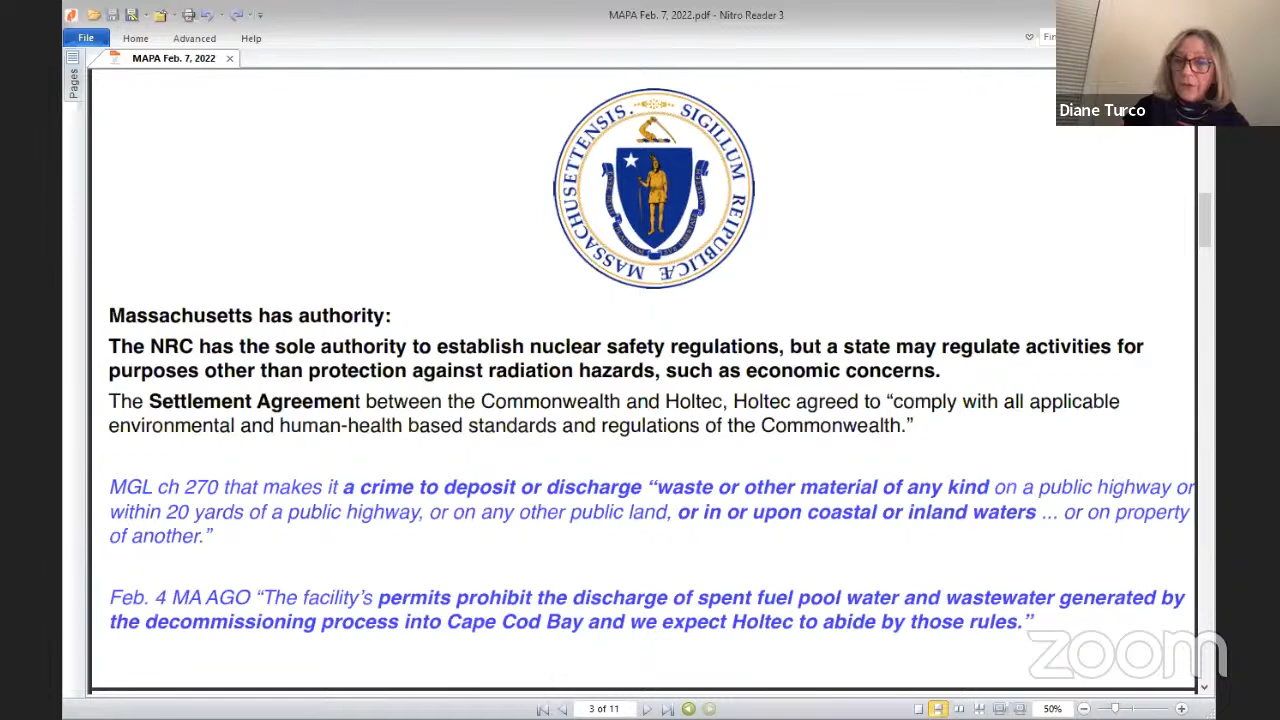 MAPA Feb. 7, 2022.pdf - Nitro Reader 3
File Home Advanced Help
MAPA Feb. 7, 2022
Pages
Diane Turco
SIGILLUM REIPUBLICÆ MASSACHUSETTENSIS.
Massachusetts has authority:
The NRC has the sole authority to establish nuclear safety regulations, but a state may regulate activities for
purposes other than protection against radiation hazards, such as economic concerns.
The Settlement Agreement between the Commonwealth and Holtec, Holtec agreed to “comply with all applicable
environmental and human-health based standards and regulations of the Commonwealth.”
MGL ch 270 that makes it a crime to deposit or discharge “waste or other material of any kind on a public highway or
within 20 yards of a public highway, or on any other public land, or in or upon coastal or inland waters ... or on property
of another.”
Feb. 4 MA AGO “The facility’s permits prohibit the discharge of spent fuel pool water and wastewater generated by
the decommissioning process into Cape Cod Bay and we expect Holtec to abide by those rules.”
zoom
3 of 11
50%